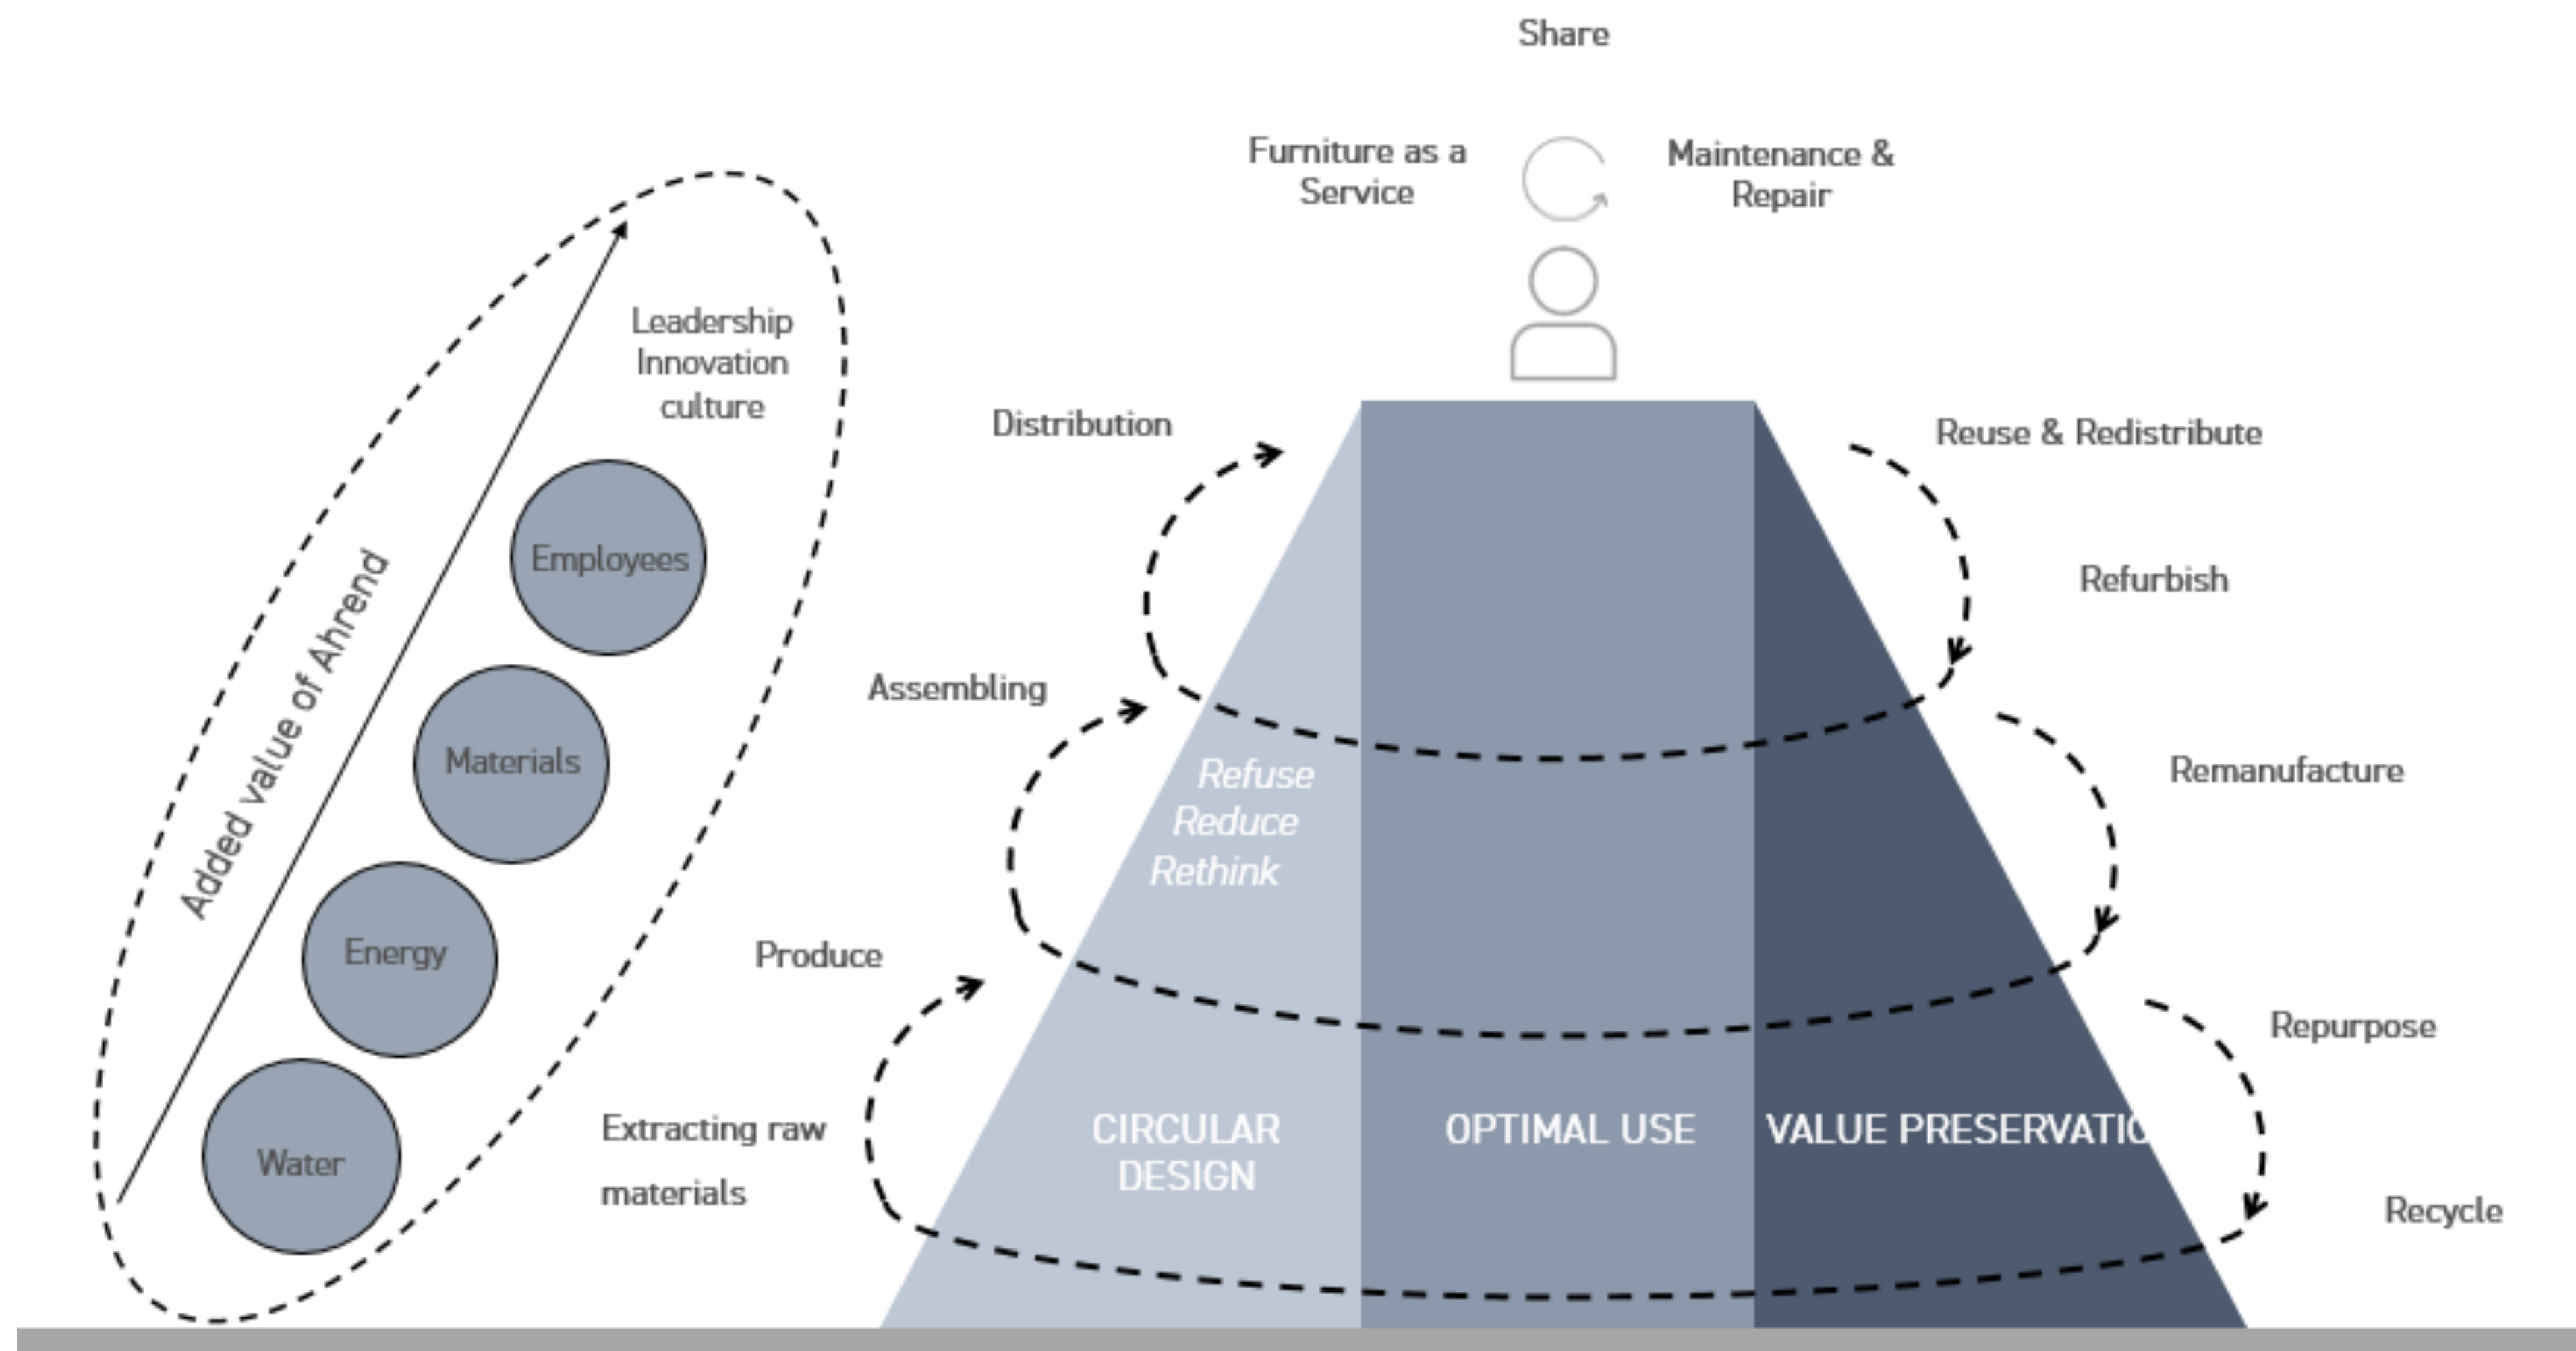 Share
Furniture as a
Service
Maintenance &
Repair
Leadership
Innovation
culture
Employees
Materials
Energy
Water
Added value of Ahrend
Distribution
Assembling
Produce
Extracting raw
materials
Refuse
Reduce
Rethink
CIRCULAR
DESIGN
OPTIMAL USE
VALUE PRESERVATIO
Reuse & Redistribute
Refurbish
Remanufacture
Repurpose
Recycle